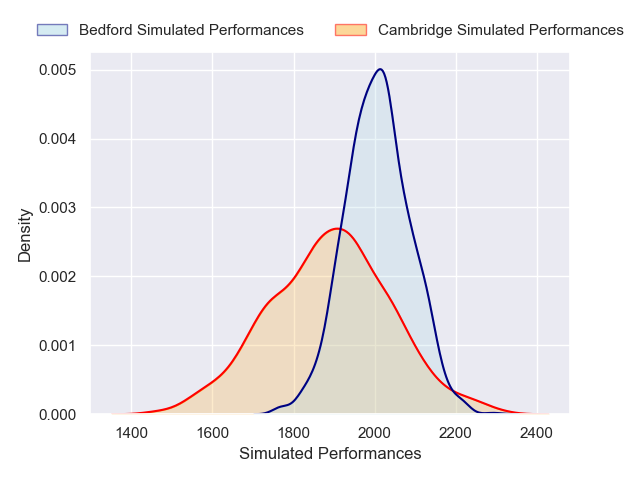 Bedford Simulated Performances Cambridge Simulated Performances
0.005
0.004
0.003
0.002
0.001
0.000
Density
1400 1600 1800 2000 2200 2400
Simulated Performances